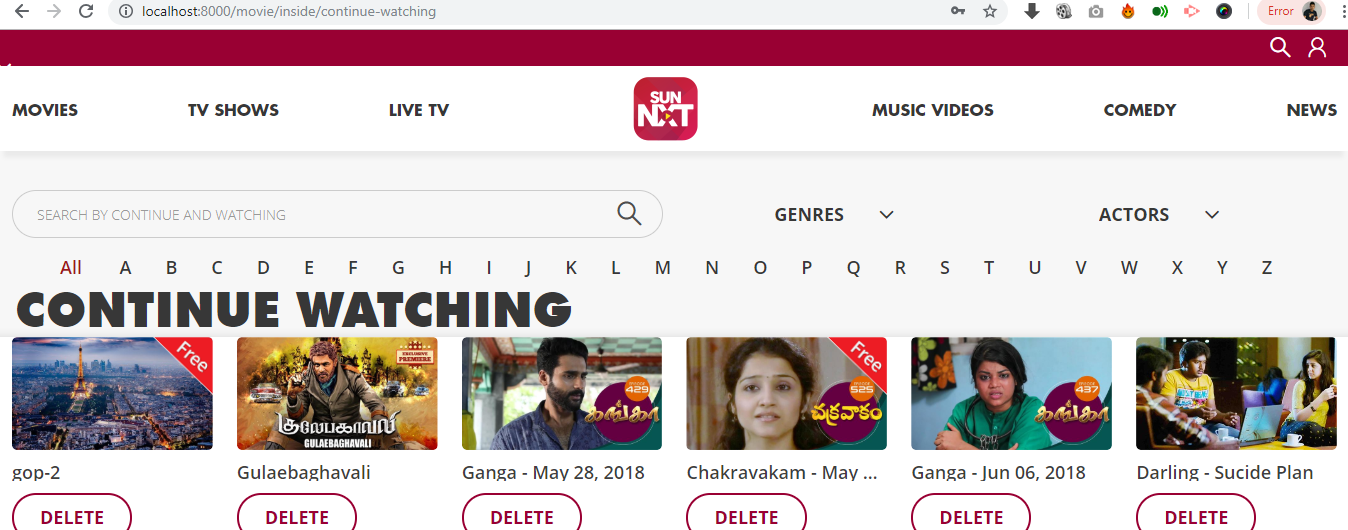 localhost:8000/movie/inside/continue-watching
Error
MOVIES TV SHOWS LIVE TV SUN NXT MUSIC VIDEOS COMEDY NEWS
SEARCH BY CONTINUE AND WATCHING GENRES ACTORS
All A B C D E F G H I J K L M N O P Q R S T U V W X Y Z
CONTINUE WATCHING
Free
EXCLUSIVE PREMIERE
குலேபகாவலி
GULAEBAGHAVALI
EPISODE 429
கங்கா
Free
EPISODE 525
చక్రవాకం
EPISODE 437
கங்கா
gop-2 Gulaebaghavali Ganga - May 28, 2018 Chakravakam - May ... Ganga - Jun 06, 2018 Darling - Sucide Plan
DELETE DELETE DELETE DELETE DELETE DELETE